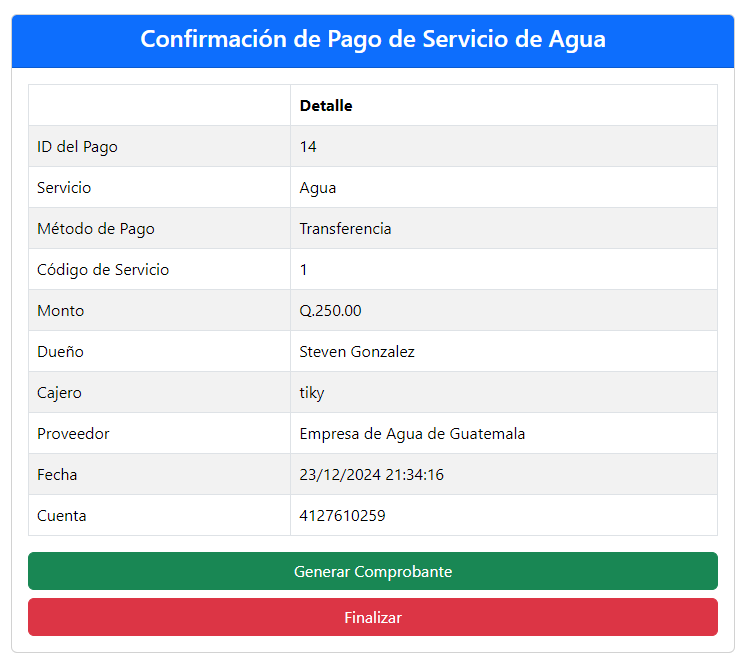 Confirmación de Pago de Servicio de Agua
Detalle
ID del Pago 14
Servicio Agua
Método de Pago Transferencia
Código de Servicio 1
Monto Q.250.00
Dueño Steven Gonzalez
Cajero tiky
Proveedor Empresa de Agua de Guatemala
Fecha 23/12/2024 21:34:16
Cuenta 4127610259
Generar Comprobante
Finalizar